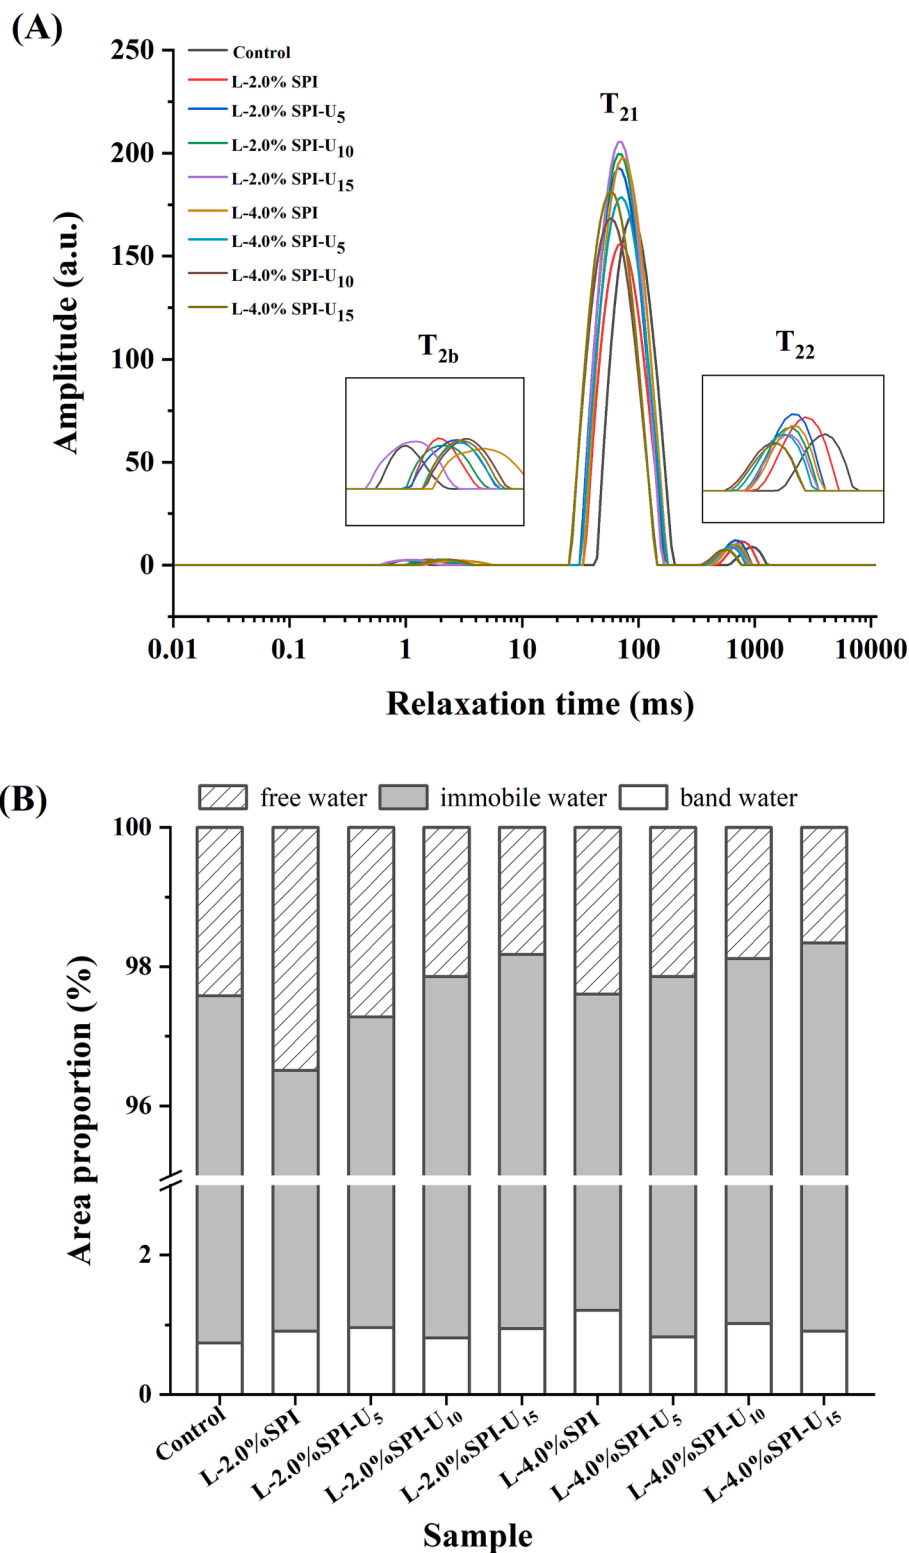 (A)
250
200
150
100
50
0
Amplitude (a.u.)
Control
L-2.0% SPI
L-2.0% SPI-U5
L-2.0% SPI-U10
L-2.0% SPI-U15
L-4.0% SPI
L-4.0% SPI-U5
L-4.0% SPI-U10
L-4.0% SPI-U15
T2b
T21
T22
0.01 0.1 1 10 100 1000 10000
Relaxation time (ms)
(B)
free water immobile water band water
100
98
96
2
0
Area proportion (%)
Control
L-2.0%SPI
L-2.0%SPI-U5
L-2.0%SPI-U10
L-2.0%SPI-U15
L-4.0%SPI
L-4.0%SPI-U5
L-4.0%SPI-U10
L-4.0%SPI-U15
Sample